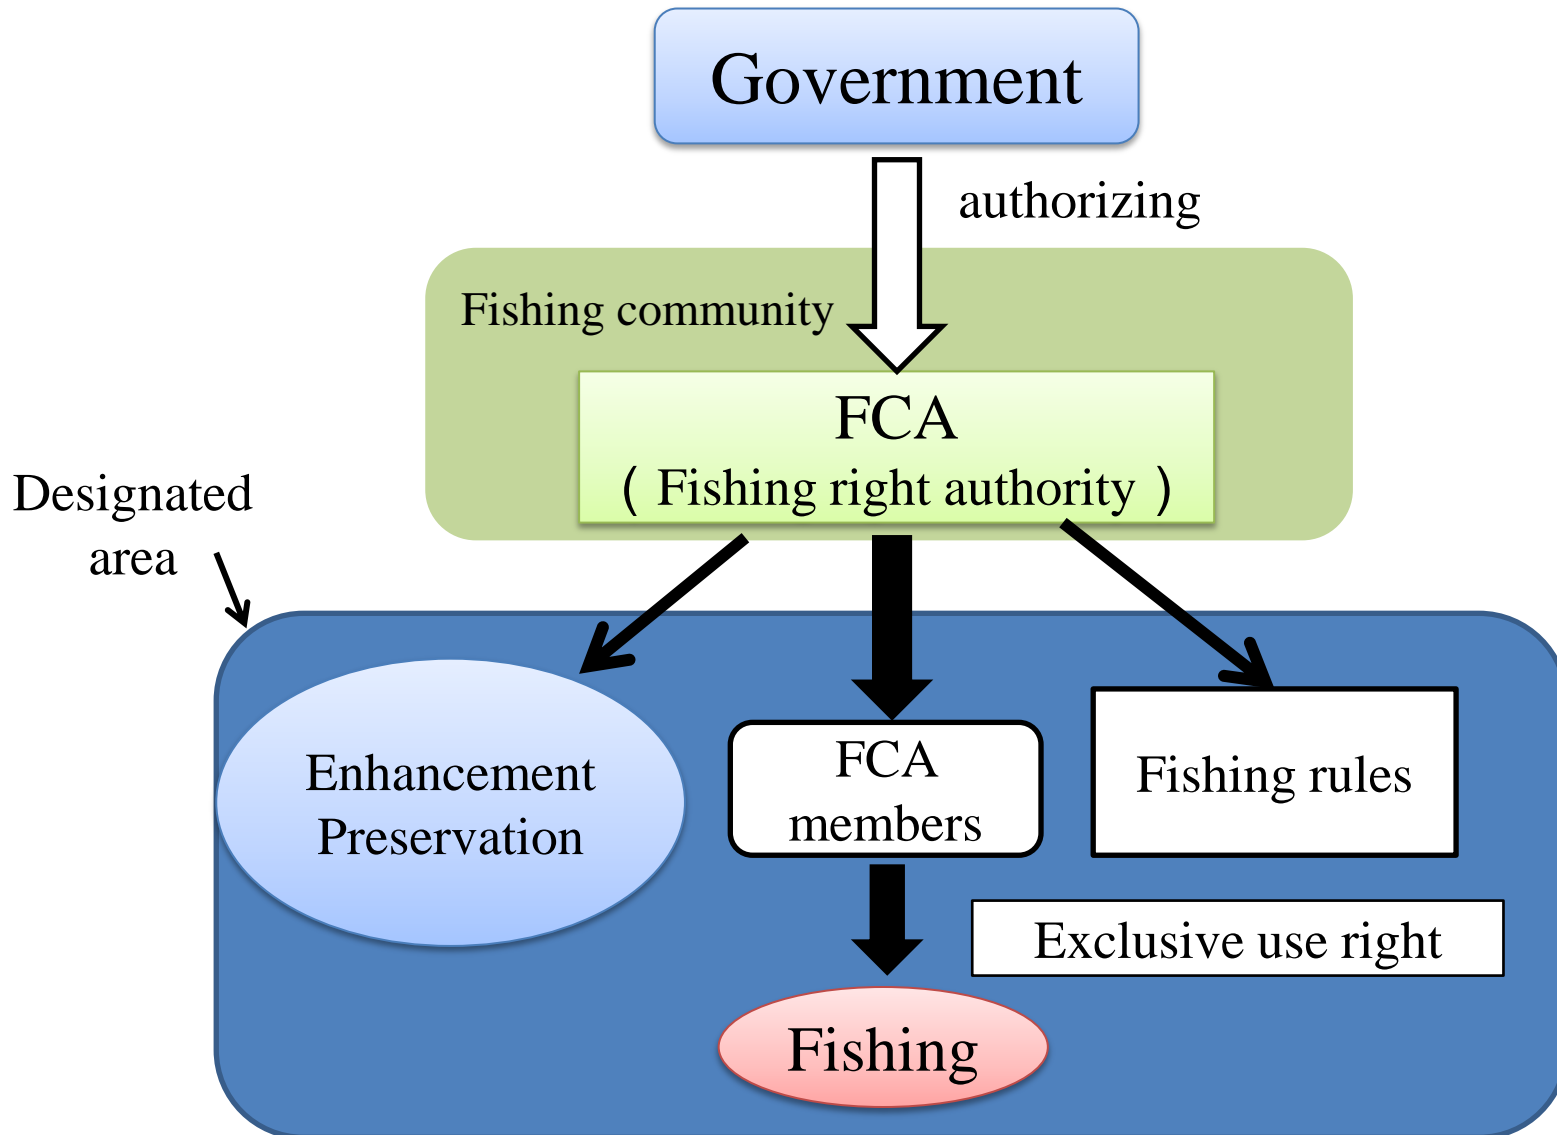 Government
authorizing
Fishing community
FCA
( Fishing right authority )
Designated
area
Enhancement
Preservation
FCA
members
Fishing rules
Exclusive use right
Fishing